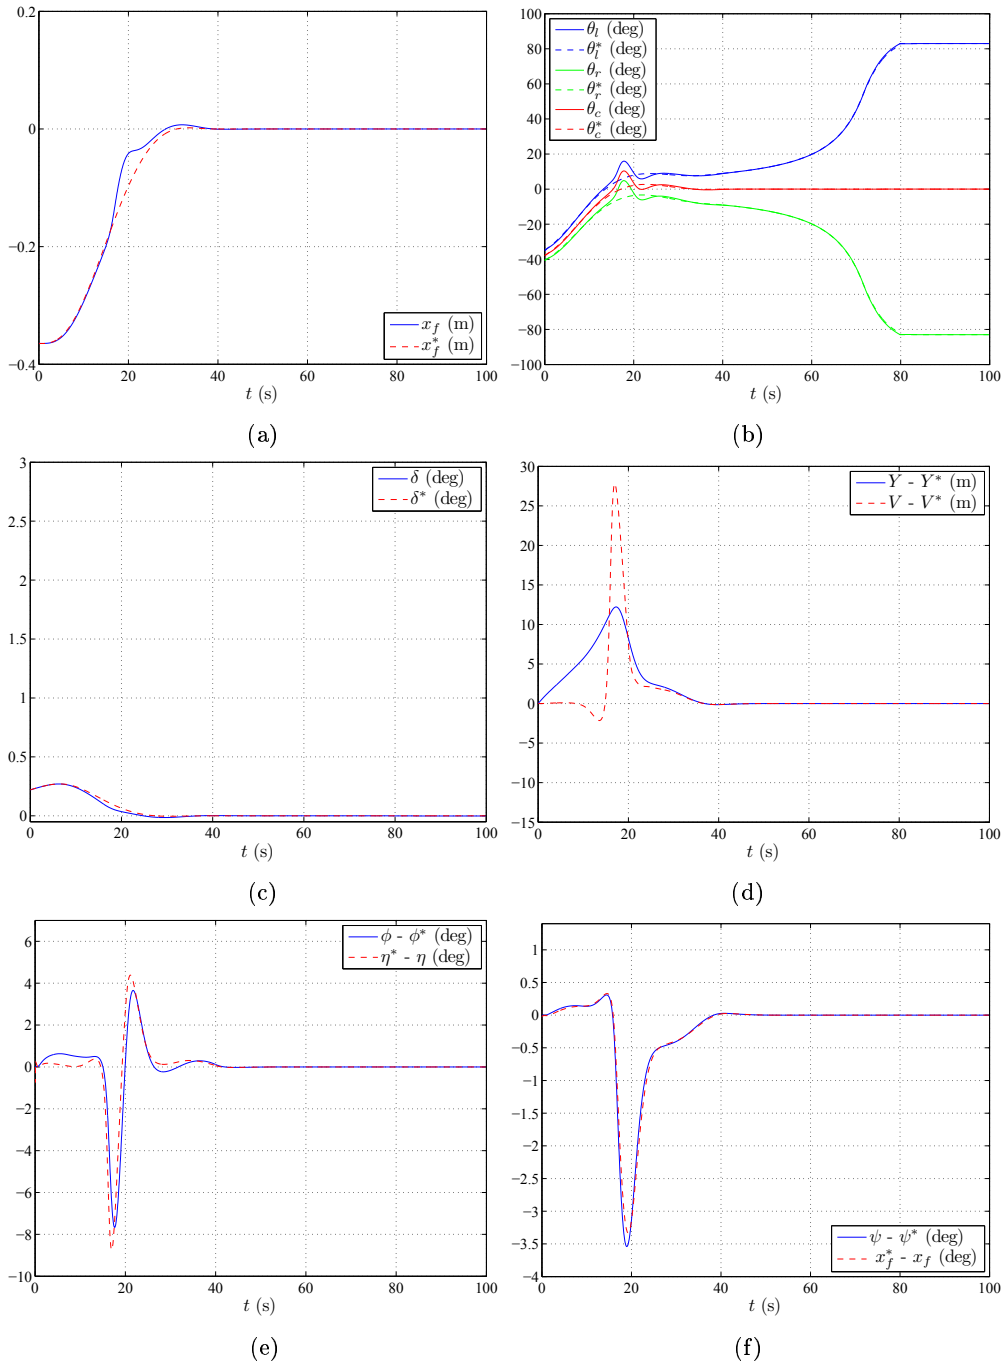 0.2
0
−0.2
−0.4
0 20 40 60 80 100
x_f (m)
x_f^* (m)
t (s)
(a)
100
80
60
40
20
0
−20
−40
−60
−80
−100
0 20 40 60 80 100
θ_l (deg)
θ_l^* (deg)
θ_r (deg)
θ_r^* (deg)
θ_c (deg)
θ_c^* (deg)
t (s)
(b)
3
2.5
2
1.5
1
0.5
0
0 20 40 60 80 100
δ (deg)
δ^* (deg)
t (s)
(c)
30
25
20
15
10
5
0
−5
−10
−15
0 20 40 60 80 100
Y - Y^* (m)
V - V^* (m)
t (s)
(d)
6
4
2
0
−2
−4
−6
−8
−10
0 20 40 60 80 100
ϕ - ϕ^* (deg)
η^* - η (deg)
t (s)
(e)
1
0.5
0
−0.5
−1
−1.5
−2
−2.5
−3
−3.5
−4
0 20 40 60 80 100
ψ - ψ^* (deg)
x_f^* - x_f (deg)
t (s)
(f)